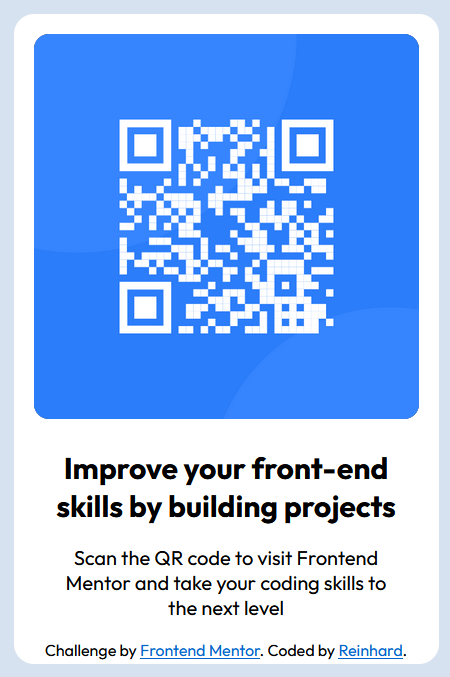 Improve your front-end
skills by building projects
Scan the QR code to visit Frontend
Mentor and take your coding skills to
the next level
Challenge by Frontend Mentor. Coded by Reinhard.